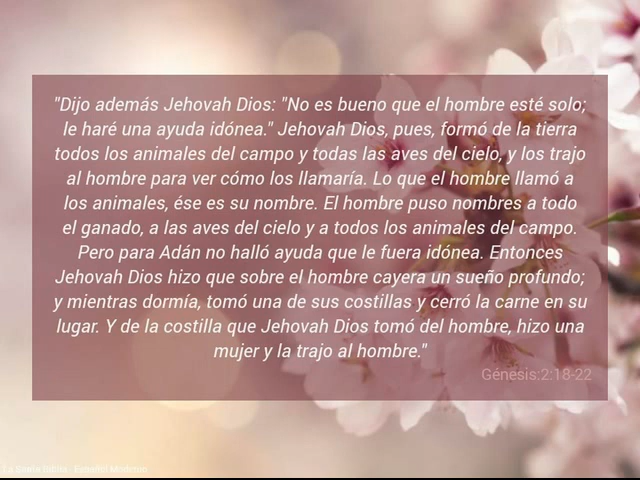 "Dijo además Jehovah Dios: "No es bueno que el hombre esté solo;
le haré una ayuda idónea." Jehovah Dios, pues, formó de la tierra
todos los animales del campo y todas las aves del cielo, y los trajo
al hombre para ver cómo los llamaría. Lo que el hombre llamó a
los animales, ése es su nombre. El hombre puso nombres a todo
el ganado, a las aves del cielo y a todos los animales del campo.
Pero para Adán no halló ayuda que le fuera idónea. Entonces
Jehovah Dios hizo que sobre el hombre cayera un sueño profundo;
y mientras dormía, tomó una de sus costillas y cerró la carne en su
lugar. Y de la costilla que Jehovah Dios tomó del hombre, hizo una
mujer y la trajo al hombre."
Génesis:2:18-22
La Santa Biblia - Español Moderno